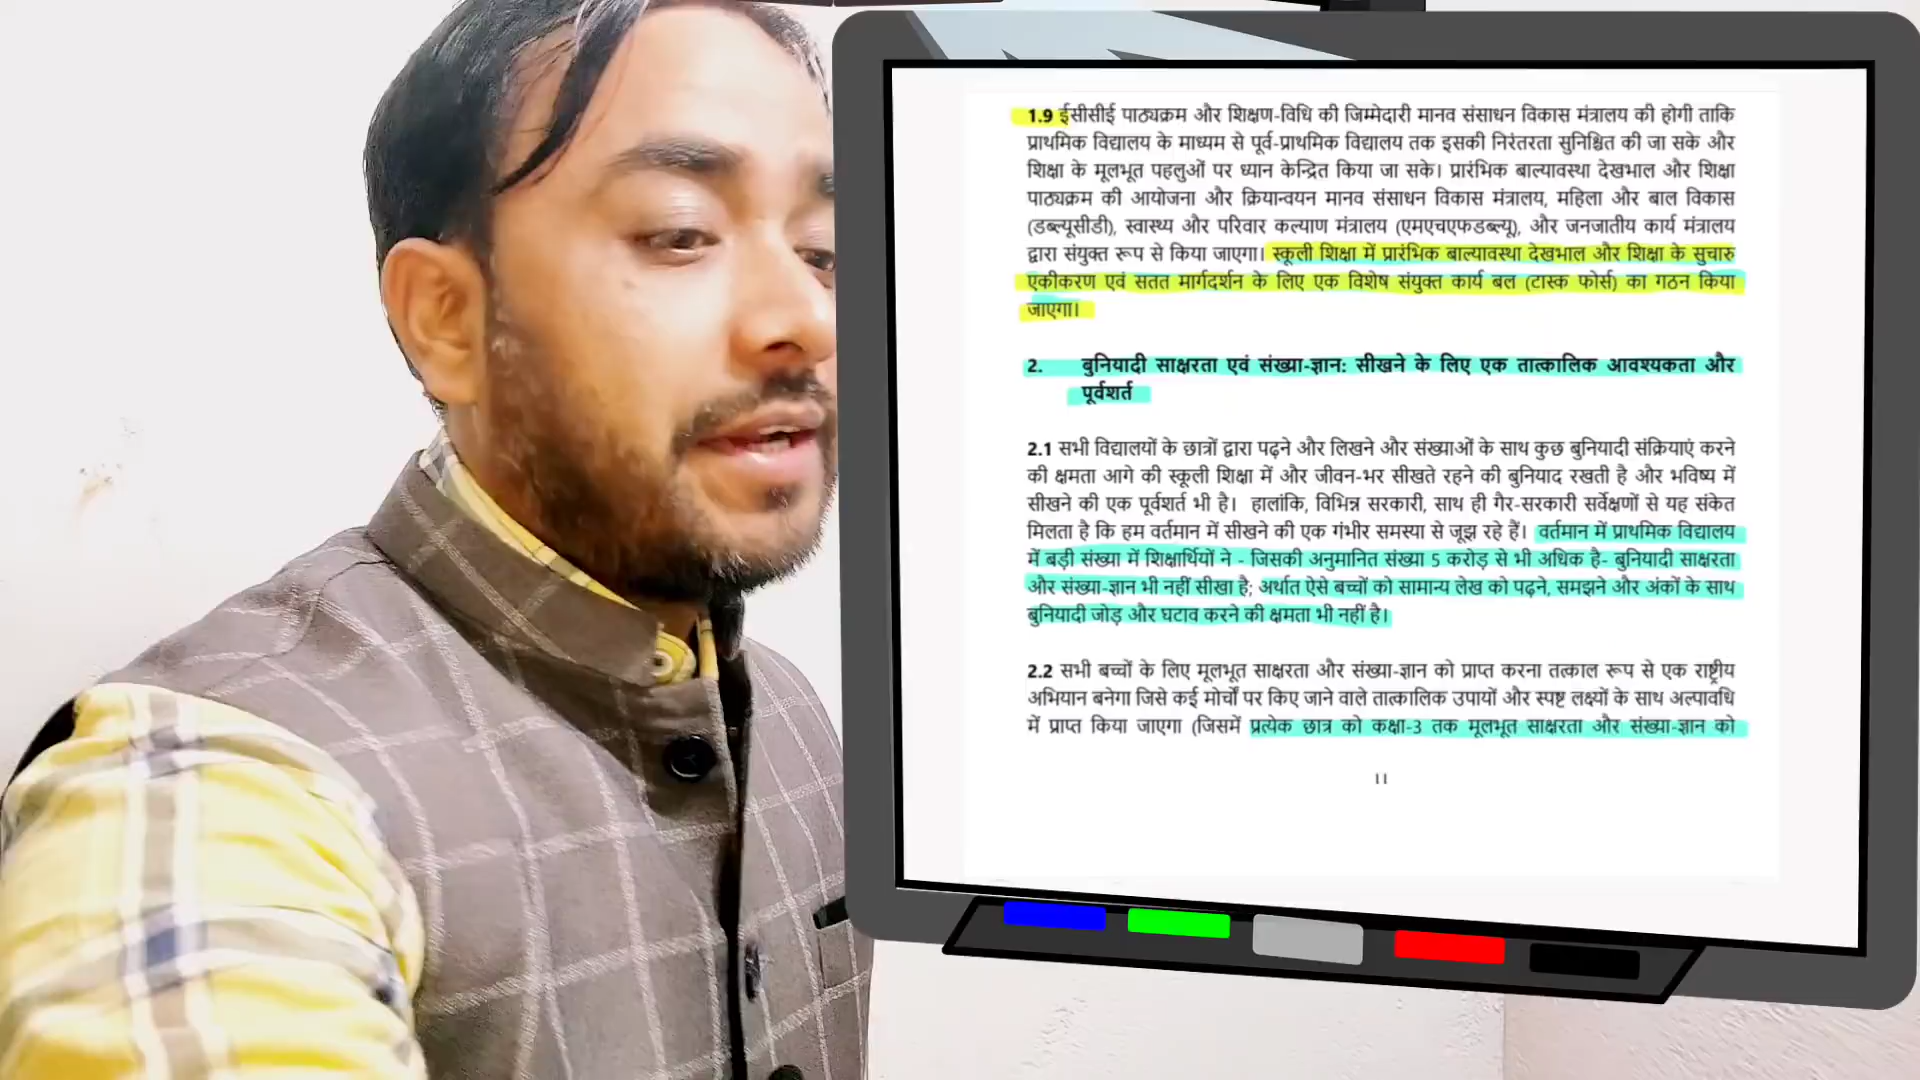 1.9 ईसीसीई पाठ्यक्रम और शिक्षण-विधि की जिम्मेदारी मानव संसाधन विकास मंत्रालय की होगी ताकि
प्राथमिक विद्यालय के माध्यम से पूर्व-प्राथमिक विद्यालय तक इसकी निरंतरता सुनिश्चित की जा सके और
शिक्षा के मूलभूत पहलुओं पर ध्यान केन्द्रित किया जा सके। प्रारंभिक बाल्यावस्था देखभाल और शिक्षा
पाठ्यक्रम की आयोजना और क्रियान्वयन मानव संसाधन विकास मंत्रालय, महिला और बाल विकास
(डब्ल्यूसीडी), स्वास्थ्य और परिवार कल्याण मंत्रालय (एमएचएफडब्ल्यू), और जनजातीय कार्य मंत्रालय
द्वारा संयुक्त रूप से किया जाएगा। स्कूली शिक्षा में प्रारंभिक बाल्यावस्था देखभाल और शिक्षा के सुचारु
एकीकरण एवं सतत मार्गदर्शन के लिए एक विशेष संयुक्त कार्य बल (टास्क फोर्स) का गठन किया
जाएगा।
2. बुनियादी साक्षरता एवं संख्या-ज्ञान: सीखने के लिए एक तात्कालिक आवश्यकता और
पूर्वशर्त
2.1 सभी विद्यालयों के छात्रों द्वारा पढ़ने और लिखने और संख्याओं के साथ कुछ बुनियादी संक्रियाएं करने
की क्षमता आगे की स्कूली शिक्षा में और जीवन-भर सीखते रहने की बुनियाद रखती है और भविष्य में
सीखने की एक पूर्वशर्त भी है। हालांकि, विभिन्न सरकारी, साथ ही गैर-सरकारी सर्वेक्षणों से यह संकेत
मिलता है कि हम वर्तमान में सीखने की एक गंभीर समस्या से जूझ रहे हैं। वर्तमान में प्राथमिक विद्यालय
में बड़ी संख्या में शिक्षार्थियों ने - जिसकी अनुमानित संख्या 5 करोड़ से भी अधिक है- बुनियादी साक्षरता
और संख्या-ज्ञान भी नहीं सीखा है; अर्थात ऐसे बच्चों को सामान्य लेख को पढ़ने, समझने और अंकों के साथ
बुनियादी जोड़ और घटाव करने की क्षमता भी नहीं है।
2.2 सभी बच्चों के लिए मूलभूत साक्षरता और संख्या-ज्ञान को प्राप्त करना तत्काल रूप से एक राष्ट्रीय
अभियान बनेगा जिसे कई मोर्चों पर किए जाने वाले तात्कालिक उपायों और स्पष्ट लक्ष्यों के साथ अल्पावधि
में प्राप्त किया जाएगा (जिसमें प्रत्येक छात्र को कक्षा-3 तक मूलभूत साक्षरता और संख्या-ज्ञान को
11